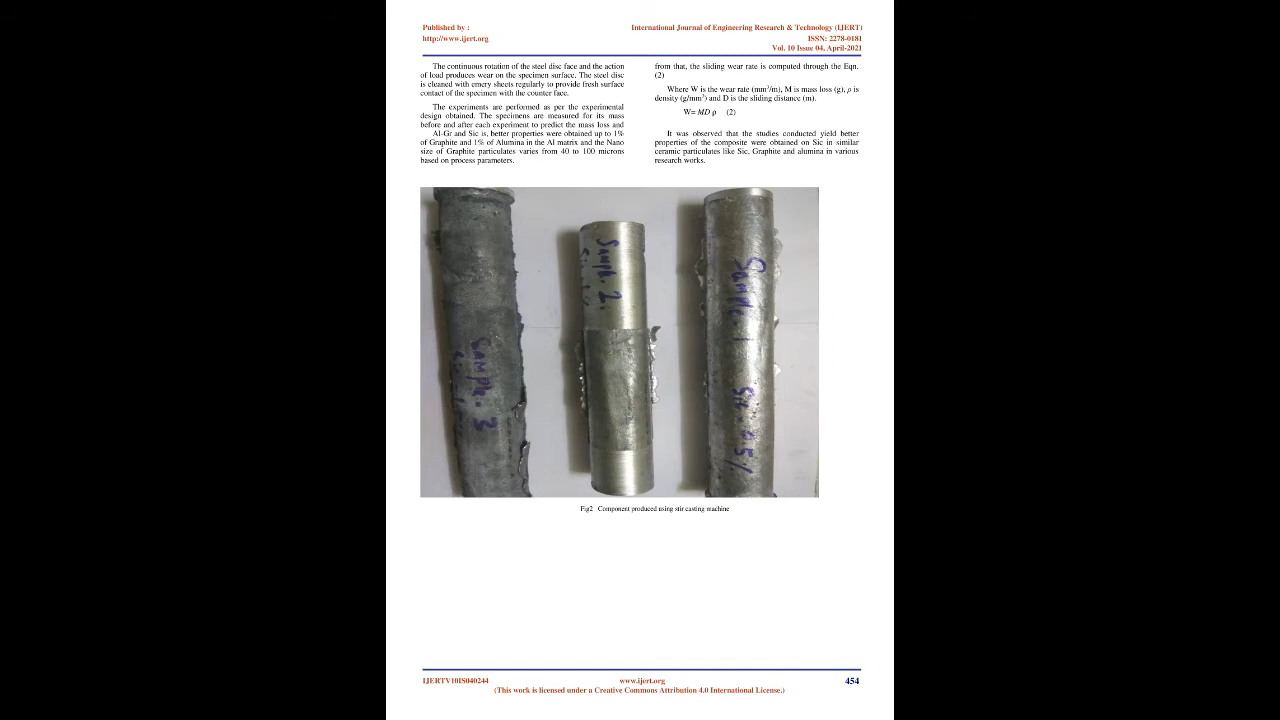 Published by :
http://www.ijert.org
International Journal of Engineering Research & Technology (IJERT)
ISSN: 2278-0181
Vol. 10 Issue 04, April-2021
The continuous rotation of the steel disc face and the action
of load produces wear on the specimen surface. The steel disc
is cleaned with emery sheets regularly to provide fresh surface
contact of the specimen with the counter face.
The experiments are performed as per the experimental
design obtained. The specimens are measured for its mass
before and after each experiment to predict the mass loss and
Al-Gr and Sic is, better properties were obtained up to 1%
of Graphite and 1% of Alumina in the Al matrix and the Nano
size of Graphite particulates varies from 40 to 100 microns
based on process parameters.
from that, the sliding wear rate is computed through the Eqn.
(2)
Where W is the wear rate (mm³/m), M is mass loss (g), ρ is
density (g/mm³) and D is the sliding distance (m).
W= MD ρ (2)
It was observed that the studies conducted yield better
properties of the composite were obtained on Sic in similar
ceramic particulates like Sic, Graphite and alumina in various
research works.
Sample. 3
Sample. 2
Sample. 1 Sic. 0.5%
Fig2 Component produced using stir casting machine
IJERTV10IS040244
www.ijert.org
454
(This work is licensed under a Creative Commons Attribution 4.0 International License.)